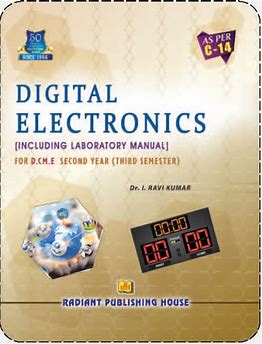 50
SINCE 1966
AS PER
C-14
DIGITAL
ELECTRONICS
[INCLUDING LABORATORY MANUAL]
FOR D.C.M.E SECOND YEAR (THIRD SEMESTER)
Dr. I. RAVI KUMAR
00:00
00 00
RADIANT PUBLISHING HOUSE